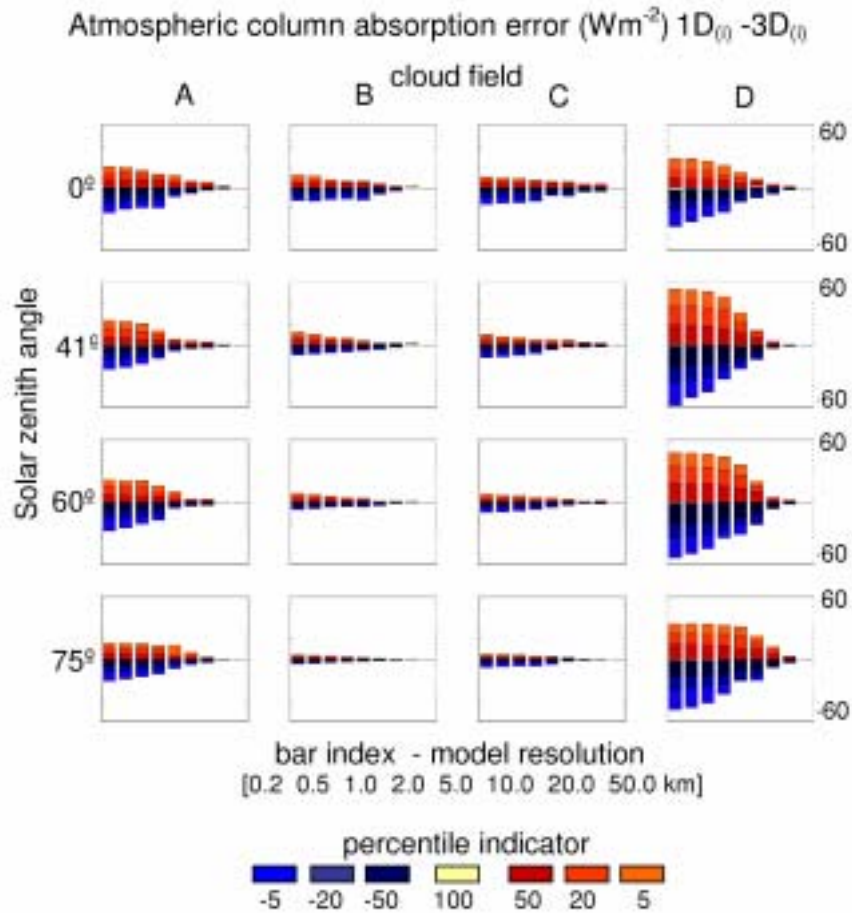 Atmospheric column absorption error (Wm-2) 1D(I) -3D(I)
cloud field
A B C D
60
0º
-60
60
41º
-60
60
60º
-60
60
75º
-60
Solar zenith angle
bar index - model resolution
[0.2 0.5 1.0 2.0 5.0 10.0 20.0 50.0 km]
percentile indicator
-5 -20 -50 100 50 20 5